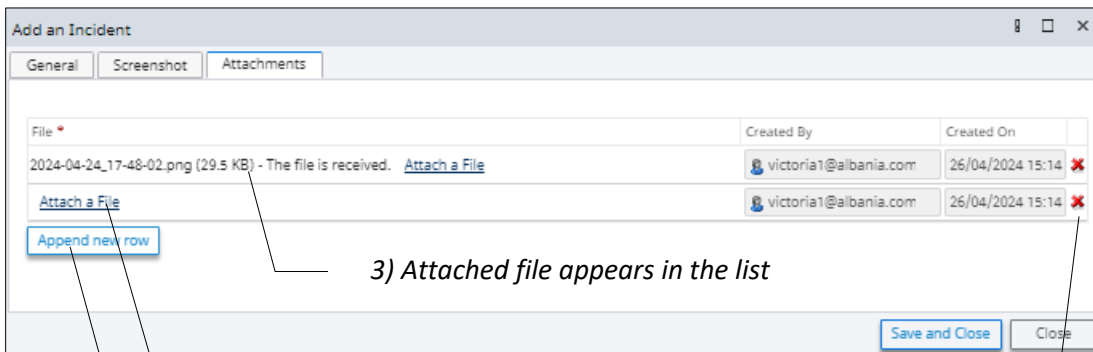 Add an Incident
General Screenshot Attachments
File * Created By Created On
2024-04-24_17-48-02.png (29.5 KB) - The file is received. Attach a File victoria1@albania.com 26/04/2024 15:14
Attach a File victoria1@albania.com 26/04/2024 15:14
Append new row
3) Attached file appears in the list
Save and Close Close